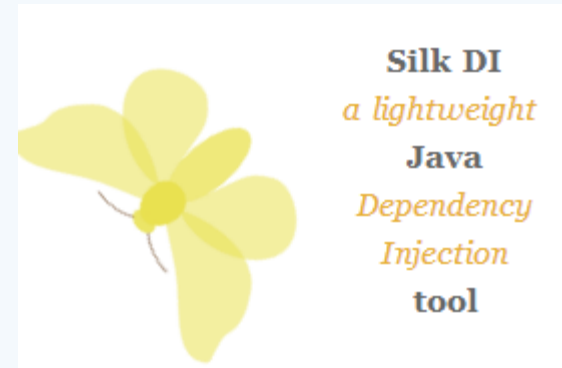 Silk DI
a lightweight
Java
Dependency
Injection
tool